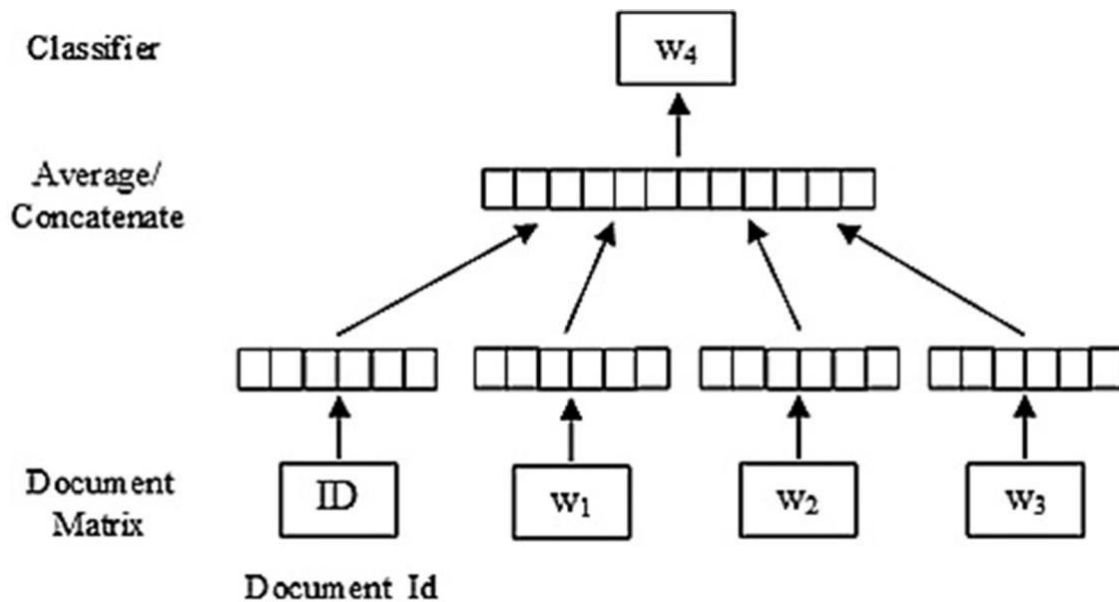 Classifier
w₄
Average/
Concatenate
Document
Matrix
ID
w₁
w₂
w₃
Document Id